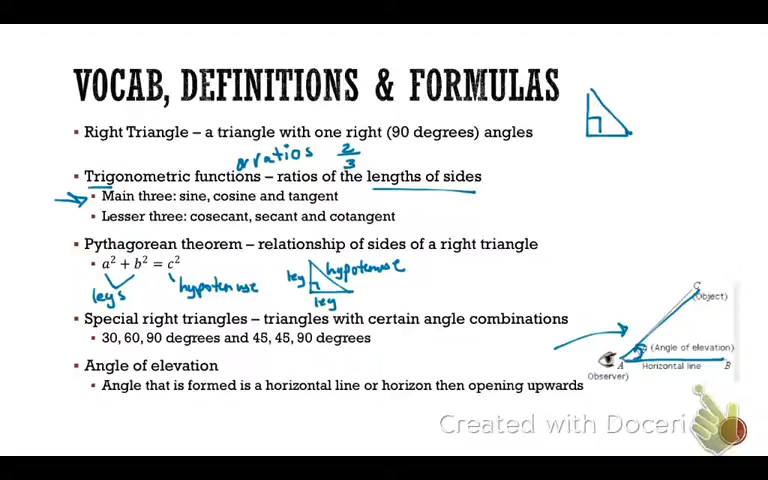 VOCAB, DEFINITIONS & FORMULAS
Right Triangle – a triangle with one right (90 degrees) angles
or ratios 2/3
Trigonometric functions – ratios of the lengths of sides
Main three: sine, cosine and tangent
Lesser three: cosecant, secant and cotangent
Pythagorean theorem – relationship of sides of a right triangle
a² + b² = c²
legs
hypotenuse
leg
hypotenuse
leg
Special right triangles – triangles with certain angle combinations
30, 60, 90 degrees and 45, 45, 90 degrees
Angle of elevation
Angle that is formed is a horizontal line or horizon then opening upwards
C
(Object)
(Angle of elevation)
A
Horizontal line
B
Observer)
Created with Doceri